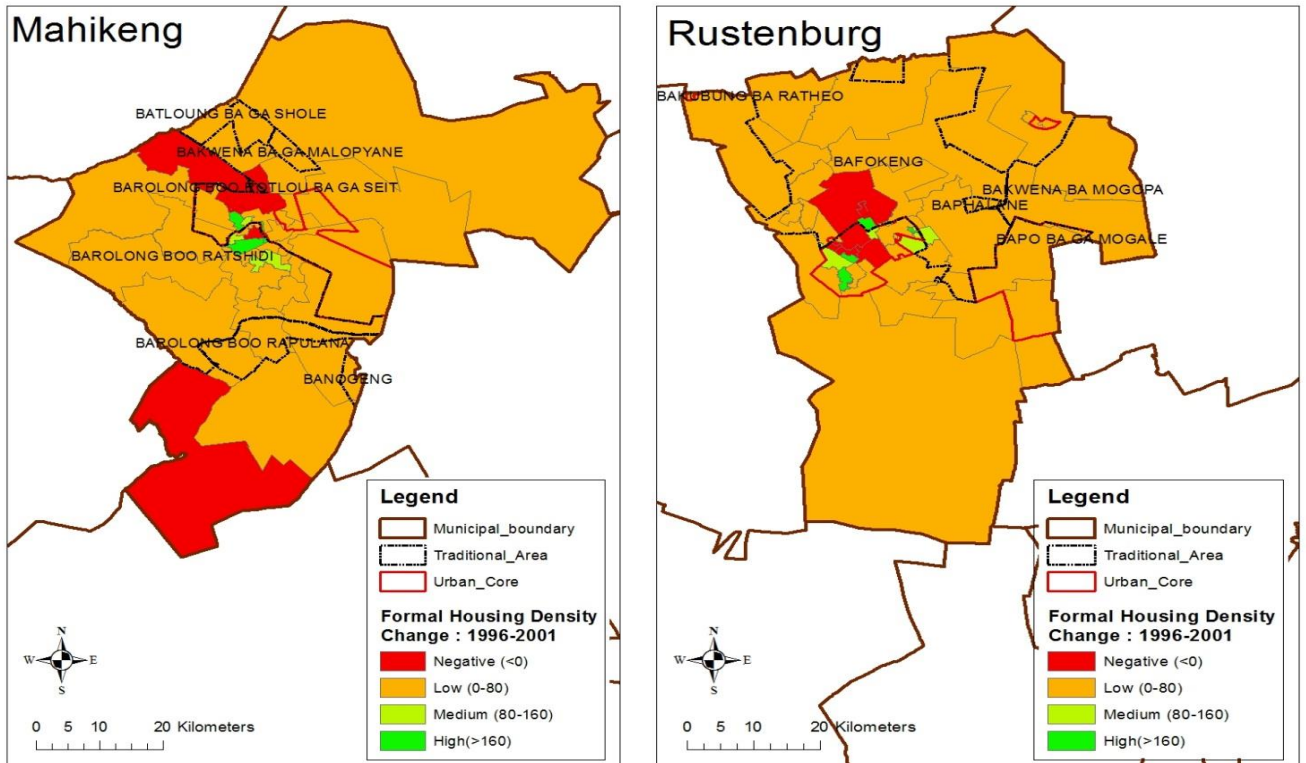 Mahikeng
BATLOUNG BA GA SHOLE
BAKWENA BA GA MALOPYANE
BAROLONG BOO KOTLOU BA GA SEIT
BAROLONG BOO RATSHIDI
BAROLONG BOO RAPULANA
BANOGENG
Legend
Municipal_boundary
Traditional_Area
Urban_Core
Formal Housing Density
Change : 1996-2001
Negative (<0)
Low (0-80)
Medium (80-160)
High(>160)
N
W E
S
0 5 10 20 Kilometers
Rustenburg
BAKUBUNG BA RATHEO
BAFOKENG
BAKWENA BA MOGOPA
BAPHALANE
BAPO BA GA MOGALE
Legend
Municipal_boundary
Traditional_Area
Urban_Core
Formal Housing Density
Change : 1996-2001
Negative (<0)
Low (0-80)
Medium (80-160)
High(>160)
N
W E
S
0 5 10 20 Kilometers